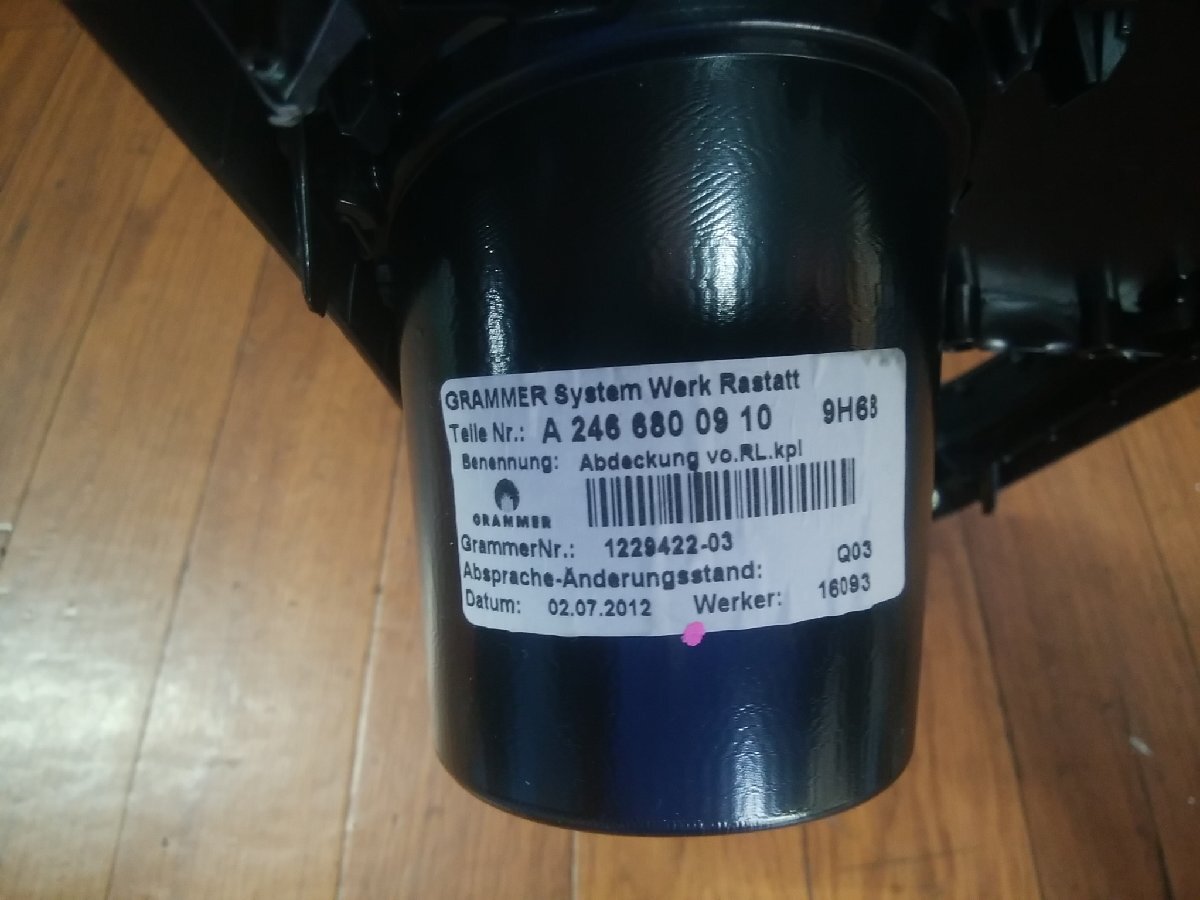 GRAMMER System Werk Rastatt
Teile Nr.: A 246 680 09 10 9H68
Benennung: Abdeckung vo.RL.kpl
GRAMMER
GrammerNr.: 1229422-03
Absprache-Änderungsstand: Q03
Datum: 02.07.2012 Werker: 16093